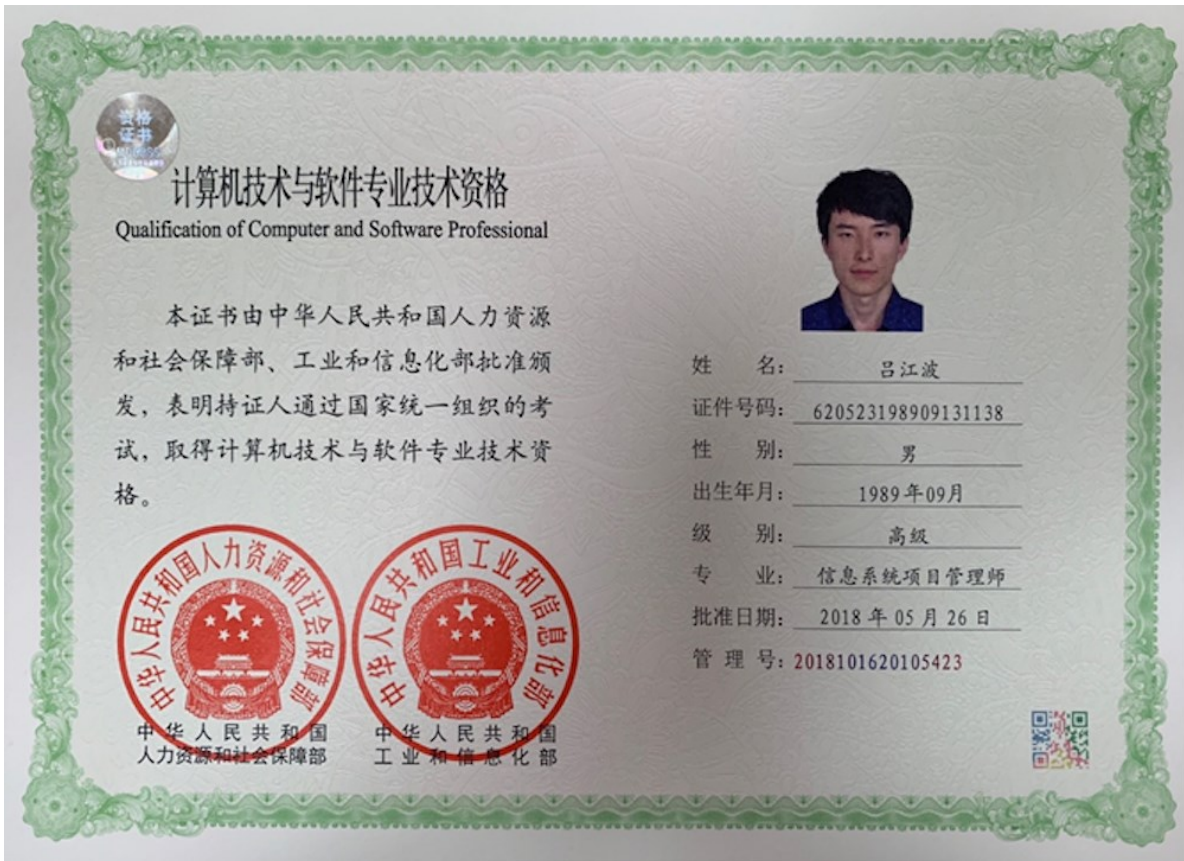 资格
证书
计算机技术与软件专业技术资格
Qualification of Computer and Software Professional
本证书由中华人民共和国人力资源
和社会保障部、工业和信息化部批准颁
发，表明持证人通过国家统一组织的考
试，取得计算机技术与软件专业技术资
格。
中华人民共和国人力资源和社会保障部
中华人民共和国
人力资源和社会保障部
中华人民共和国工业和信息化部
中华人民共和国
工业和信息化部
姓 名：吕江波
证件号码：620523198909131138
性 别：男
出生年月：1989年09月
级 别：高级
专 业：信息系统项目管理师
批准日期：2018年05月26日
管 理 号：2018101620105423